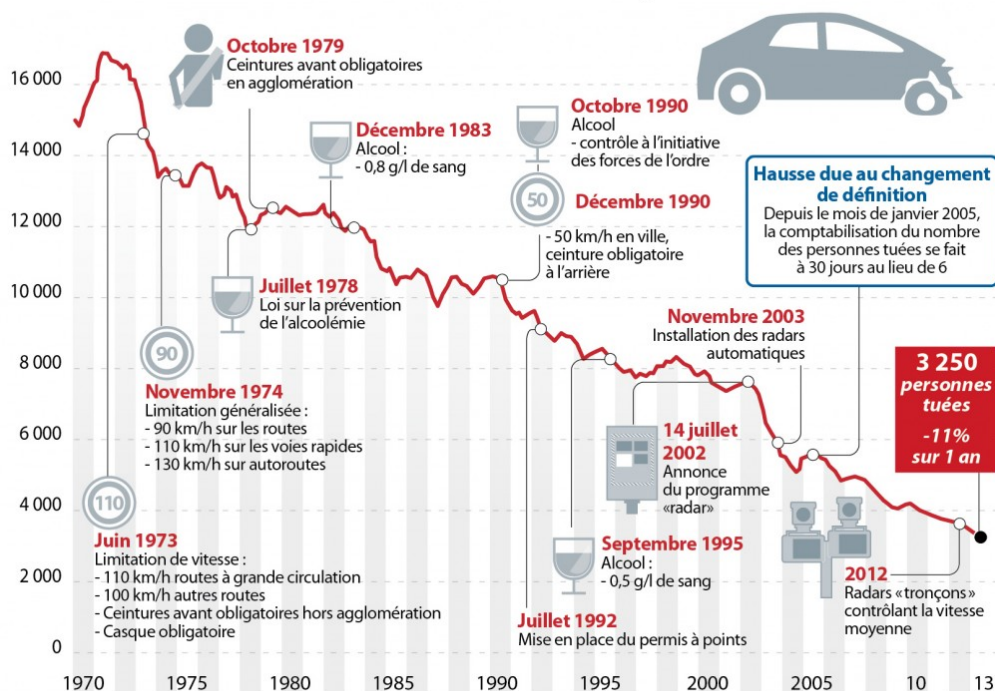 16 000
14 000
12 000
10 000
8 000
6 000
4 000
2 000
0
Octobre 1979
Ceintures avant obligatoires
en agglomération
Décembre 1983
Alcool :
- 0,8 g/l de sang
Octobre 1990
Alcool
- contrôle à l'initiative
des forces de l'ordre
50
Décembre 1990
- 50 km/h en ville,
ceinture obligatoire
à l'arrière
Hausse due au changement
de définition
Depuis le mois de janvier 2005,
la comptabilisation du nombre
des personnes tuées se fait
à 30 jours au lieu de 6
Juillet 1978
Loi sur la prévention
de l'alcoolémie
90
Novembre 1974
Limitation généralisée :
- 90 km/h sur les routes
- 110 km/h sur les voies rapides
- 130 km/h sur autoroutes
110
Juin 1973
Limitation de vitesse :
- 110 km/h routes à grande circulation
- 100 km/h autres routes
- Ceintures avant obligatoires hors agglomération
- Casque obligatoire
Novembre 2003
Installation des radars
automatiques
3 250
personnes
tuées
-11%
sur 1 an
14 juillet
2002
Annonce
du programme
«radar»
Septembre 1995
Alcool :
- 0,5 g/l de sang
Juillet 1992
Mise en place du permis à points
2012
Radars «tronçons»
contrôlant la vitesse
moyenne
1970
1975
1980
1985
1990
1995
2000
2005
10
13